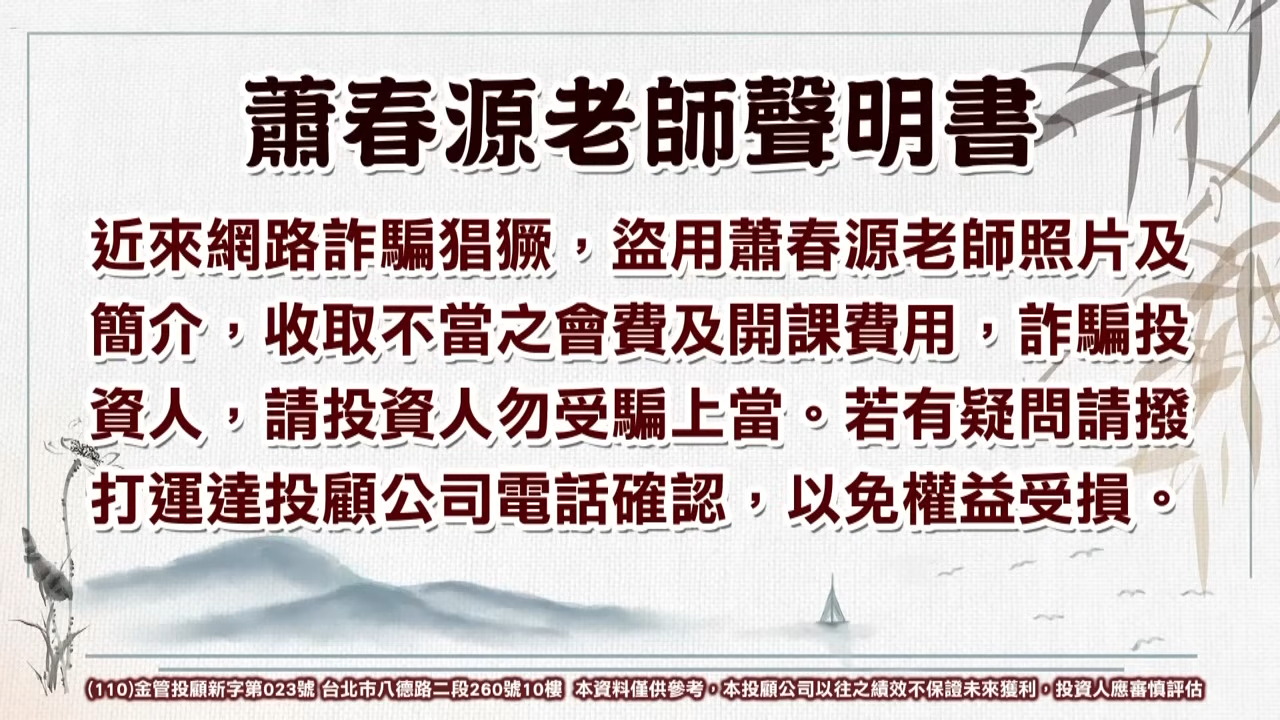 蕭春源老師聲明書
近來網路詐騙猖獗，盜用蕭春源老師照片及
簡介，收取不當之會費及開課費用，詐騙投
資人，請投資人勿受騙上當。若有疑問請撥
打運達投顧公司電話確認，以免權益受損。
(110)金管投顧新字第023號 台北市八德路二段260號10樓 本資料僅供參考，本投顧公司以往之績效不保證未來獲利，投資人應審慎評估